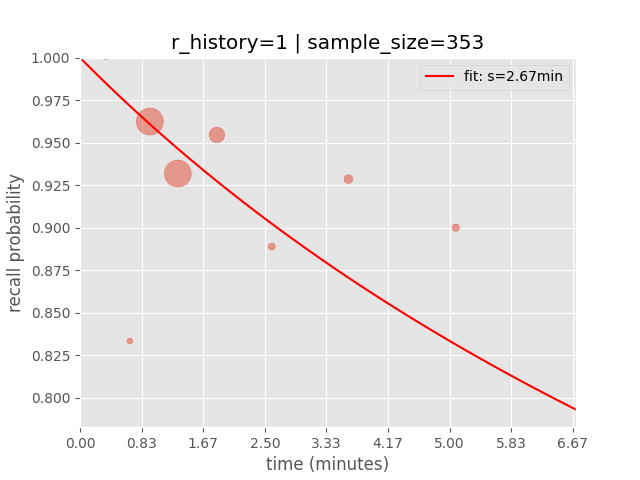 r_history=1 | sample_size=353
fit: s=2.67min
recall probability
1.000
0.975
0.950
0.925
0.900
0.875
0.850
0.825
0.800
0.00 0.83 1.67 2.50 3.33 4.17 5.00 5.83 6.67
time (minutes)